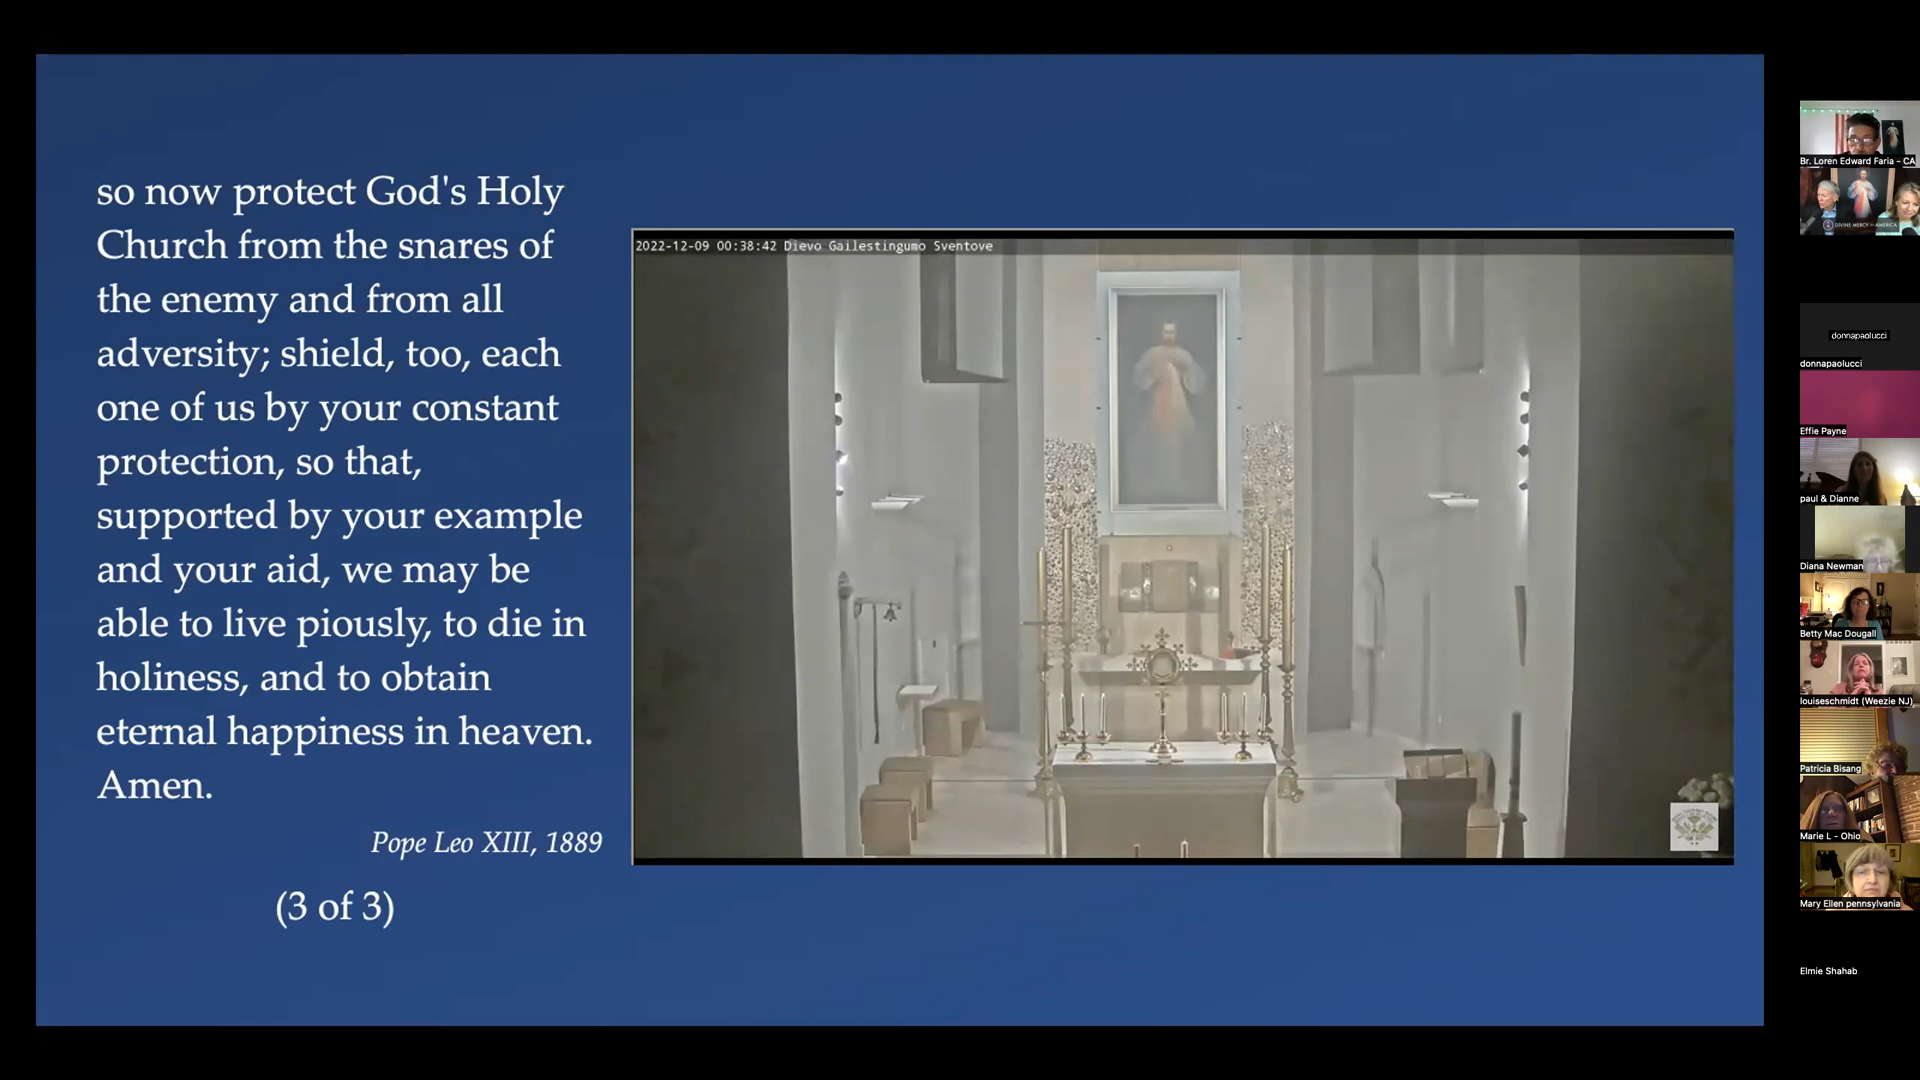 so now protect God's Holy
Church from the snares of
the enemy and from all
adversity; shield, too, each
one of us by your constant
protection, so that,
supported by your example
and your aid, we may be
able to live piously, to die in
holiness, and to obtain
eternal happiness in heaven.
Amen.
Pope Leo XIII, 1889
(3 of 3)
2022-12-09 00:38:42 Dievo Gailestingumo Sventove
Br. Loren Edward Faria - CA
DIVINE MERCY for AMERICA
donnapaolucci
donnapaolucci
Effie Payne
paul & Dianne
Diana Newman
Betty Mac Dougall
louiseschmidt (Weezie NJ)
Patricia Bisang
Marie L - Ohio
Mary Ellen pennsylvania
Elmie Shahab